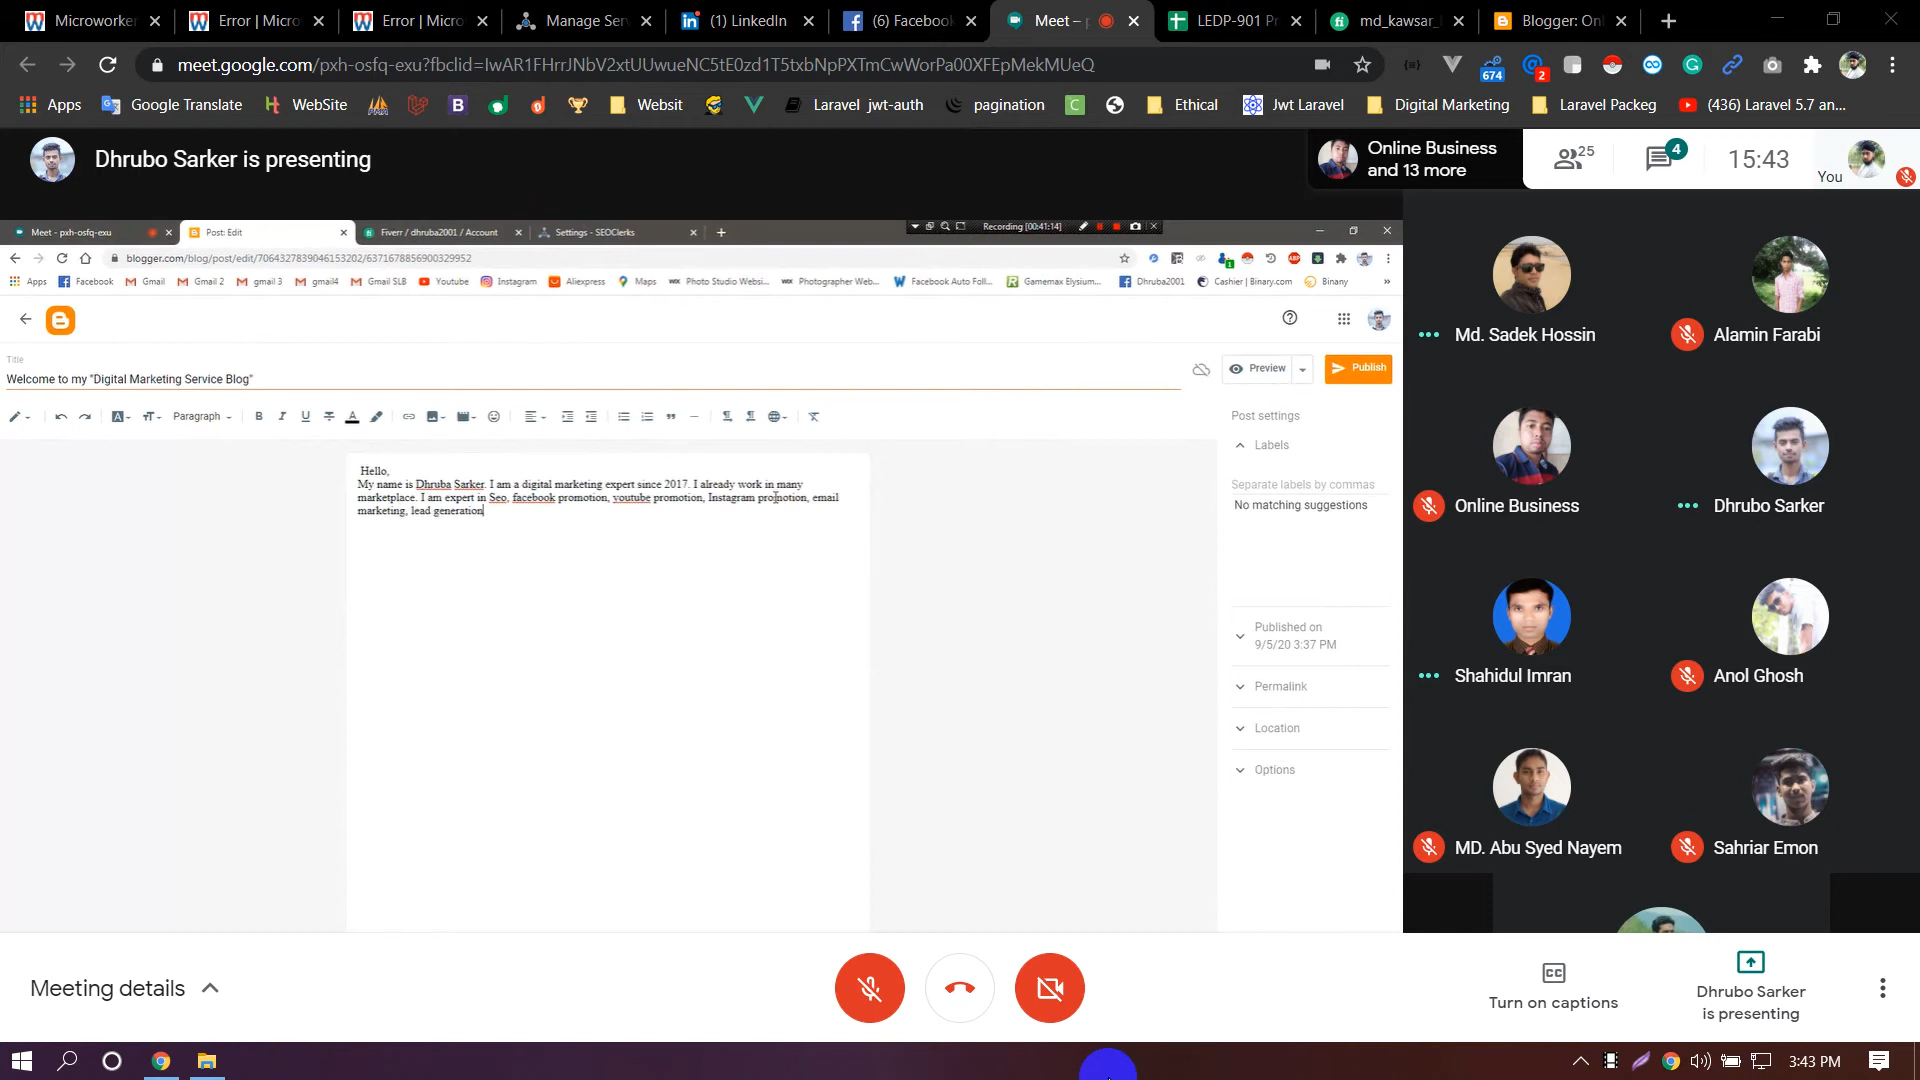 Microworker
Error | Micro
Error | Micro
Manage Serv
(1) LinkedIn
(6) Facebook
Meet – p
LEDP-901 Pr
md_kawsar_
Blogger: Onl
meet.google.com/pxh-osfq-exu?fbclid=IwAR1FHrrJNbV2xtUUwueNC5tE0zd1T5txbNpPXTmCwWorPa00XFEpMekMUeQ
674
2
Apps
Google Translate
WebSite
Websit
Laravel jwt-auth
pagination
Ethical
Jwt Laravel
Digital Marketing
Laravel Packeg
(436) Laravel 5.7 an...
Dhrubo Sarker is presenting
Online Business
and 13 more
25
4
15:43
You
Meet - pxh-osfq-exu
Post: Edit
Fiverr / dhruba2001 / Account
Settings - SEOClerks
Recording [00:41:14]
blogger.com/blog/post/edit/7064327839046153202/6371678856900329952
Apps
Facebook
Gmail
Gmail 2
gmail 3
gmail4
Gmail SLB
Youtube
Instagram
Aliexpress
Maps
Photo Studio Websi...
Photographer Web...
Facebook Auto Foll...
Gamemax Elysium...
Dhruba2001
Cashier | Binary.com
Binany
Title
Welcome to my "Digital Marketing Service Blog"
Preview
Publish
Paragraph
Post settings
Labels
Separate labels by commas
No matching suggestions
Published on
9/5/20 3:37 PM
Permalink
Location
Options
Hello,
My name is Dhruba Sarker. I am a digital marketing expert since 2017. I already work in many
marketplace. I am expert in Seo, facebook promotion, youtube promotion, Instagram promotion, email
marketing, lead generation
Md. Sadek Hossin
Alamin Farabi
Online Business
Dhrubo Sarker
Shahidul Imran
Anol Ghosh
MD. Abu Syed Nayem
Sahriar Emon
Meeting details
Turn on captions
Dhrubo Sarker
is presenting
3:43 PM